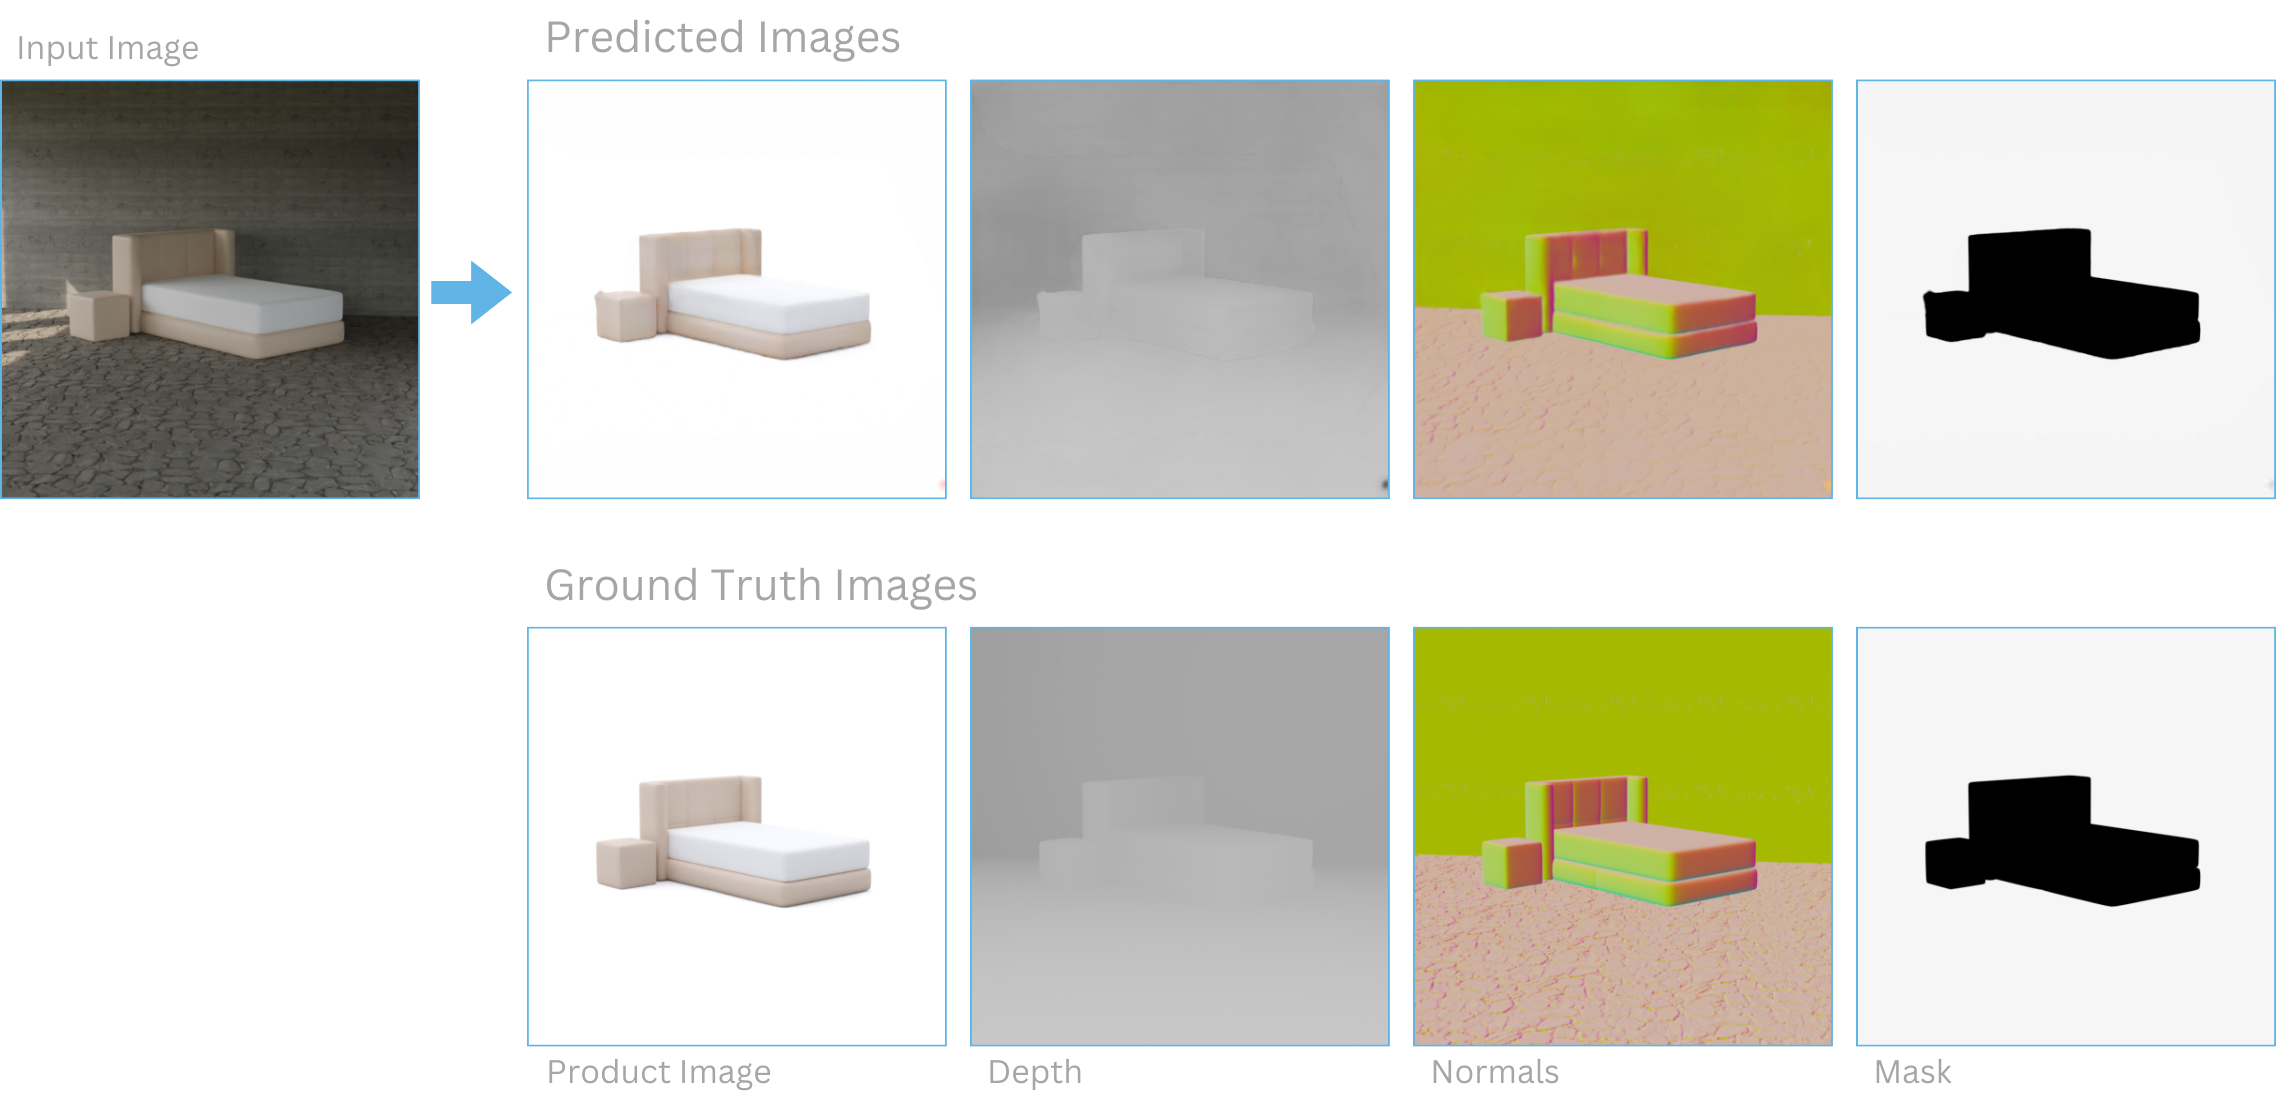 Input Image
Predicted Images
Ground Truth Images
Product Image
Depth
Normals
Mask